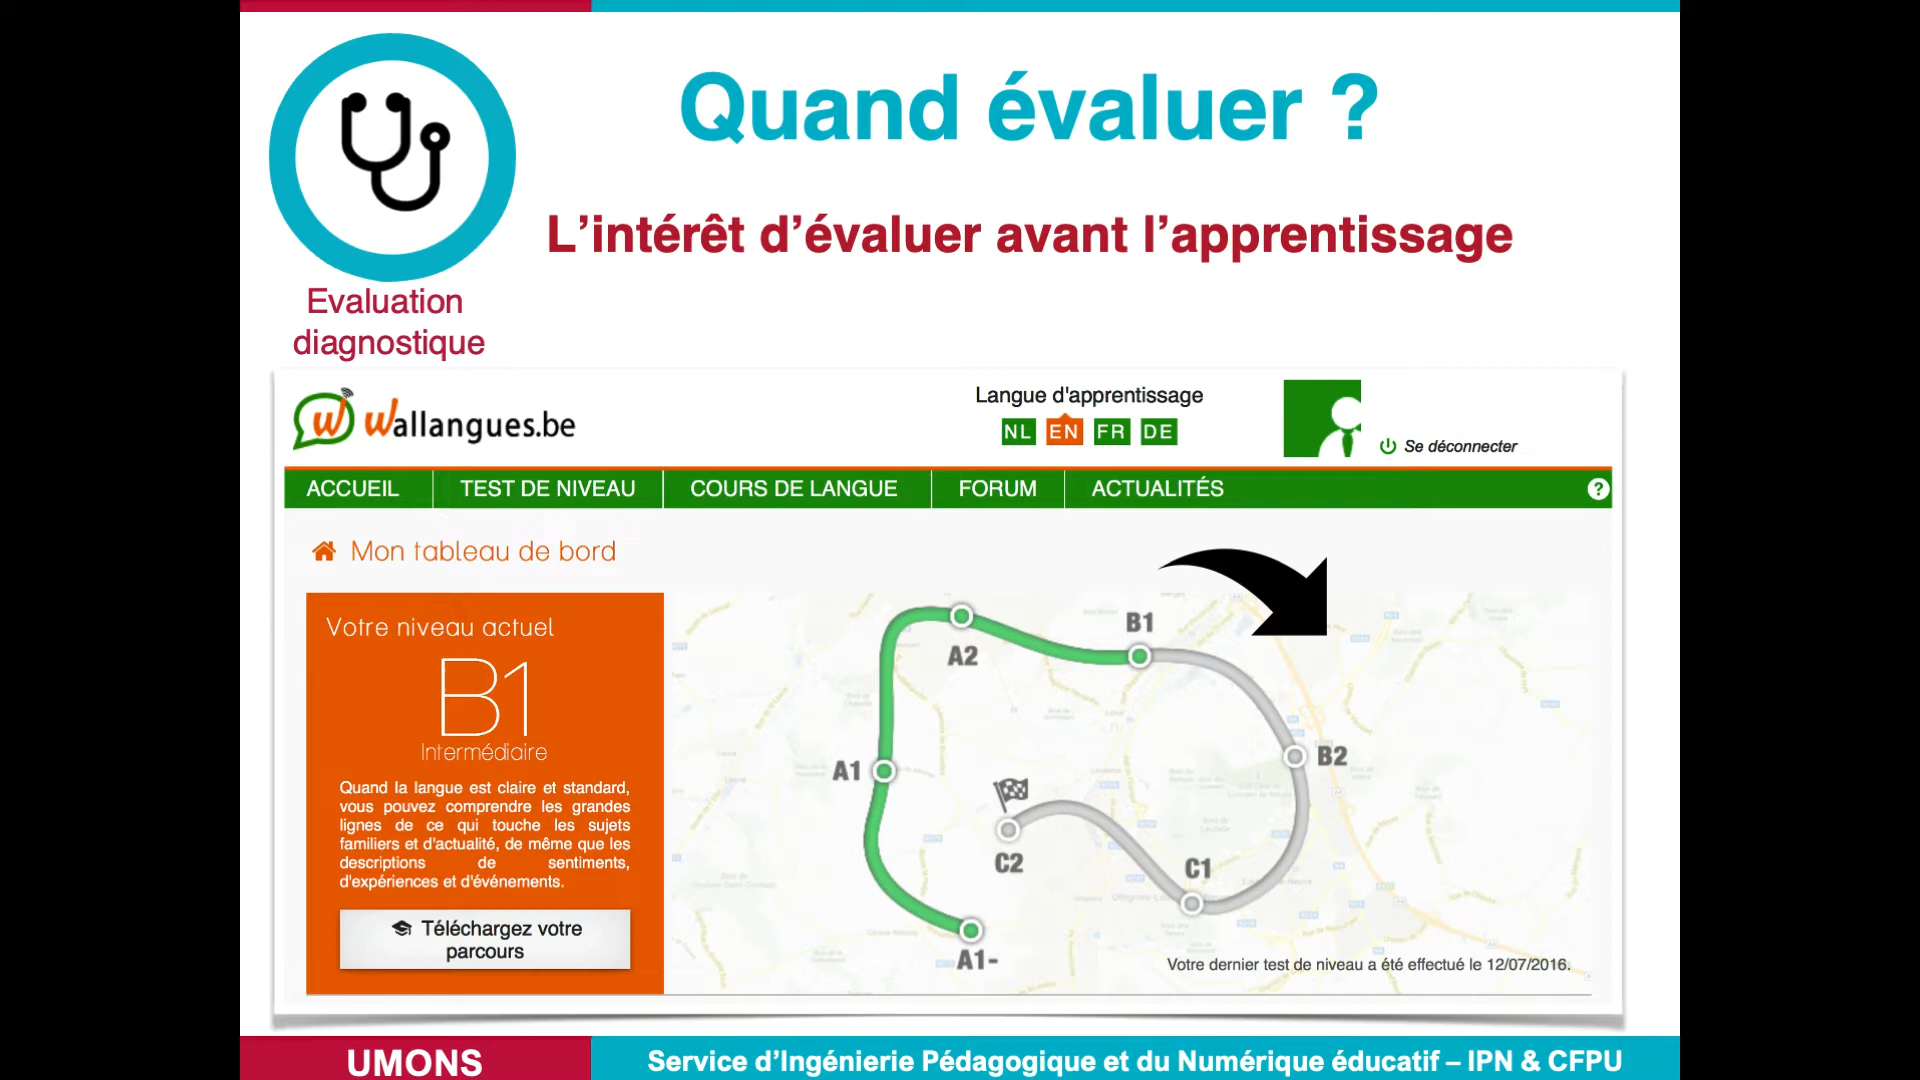 Quand évaluer ?
L'intérêt d'évaluer avant l'apprentissage
Evaluation
diagnostique
Wallangues.be
Langue d'apprentissage
NL EN FR DE
Se déconnecter
ACCUEIL TEST DE NIVEAU COURS DE LANGUE FORUM ACTUALITÉS ?
Mon tableau de bord
Votre niveau actuel
B1
Intermédiaire
Quand la langue est claire et standard,
vous pouvez comprendre les grandes
lignes de ce qui touche les sujets
familiers et d'actualité, de même que les
descriptions de sentiments,
d'expériences et d'événements.
Téléchargez votre
parcours
B1
A2
B2
A1
C2
C1
A1-
Votre dernier test de niveau a été effectué le 12/07/2016.
UMONS
Service d'Ingénierie Pédagogique et du Numérique éducatif – IPN & CFPU